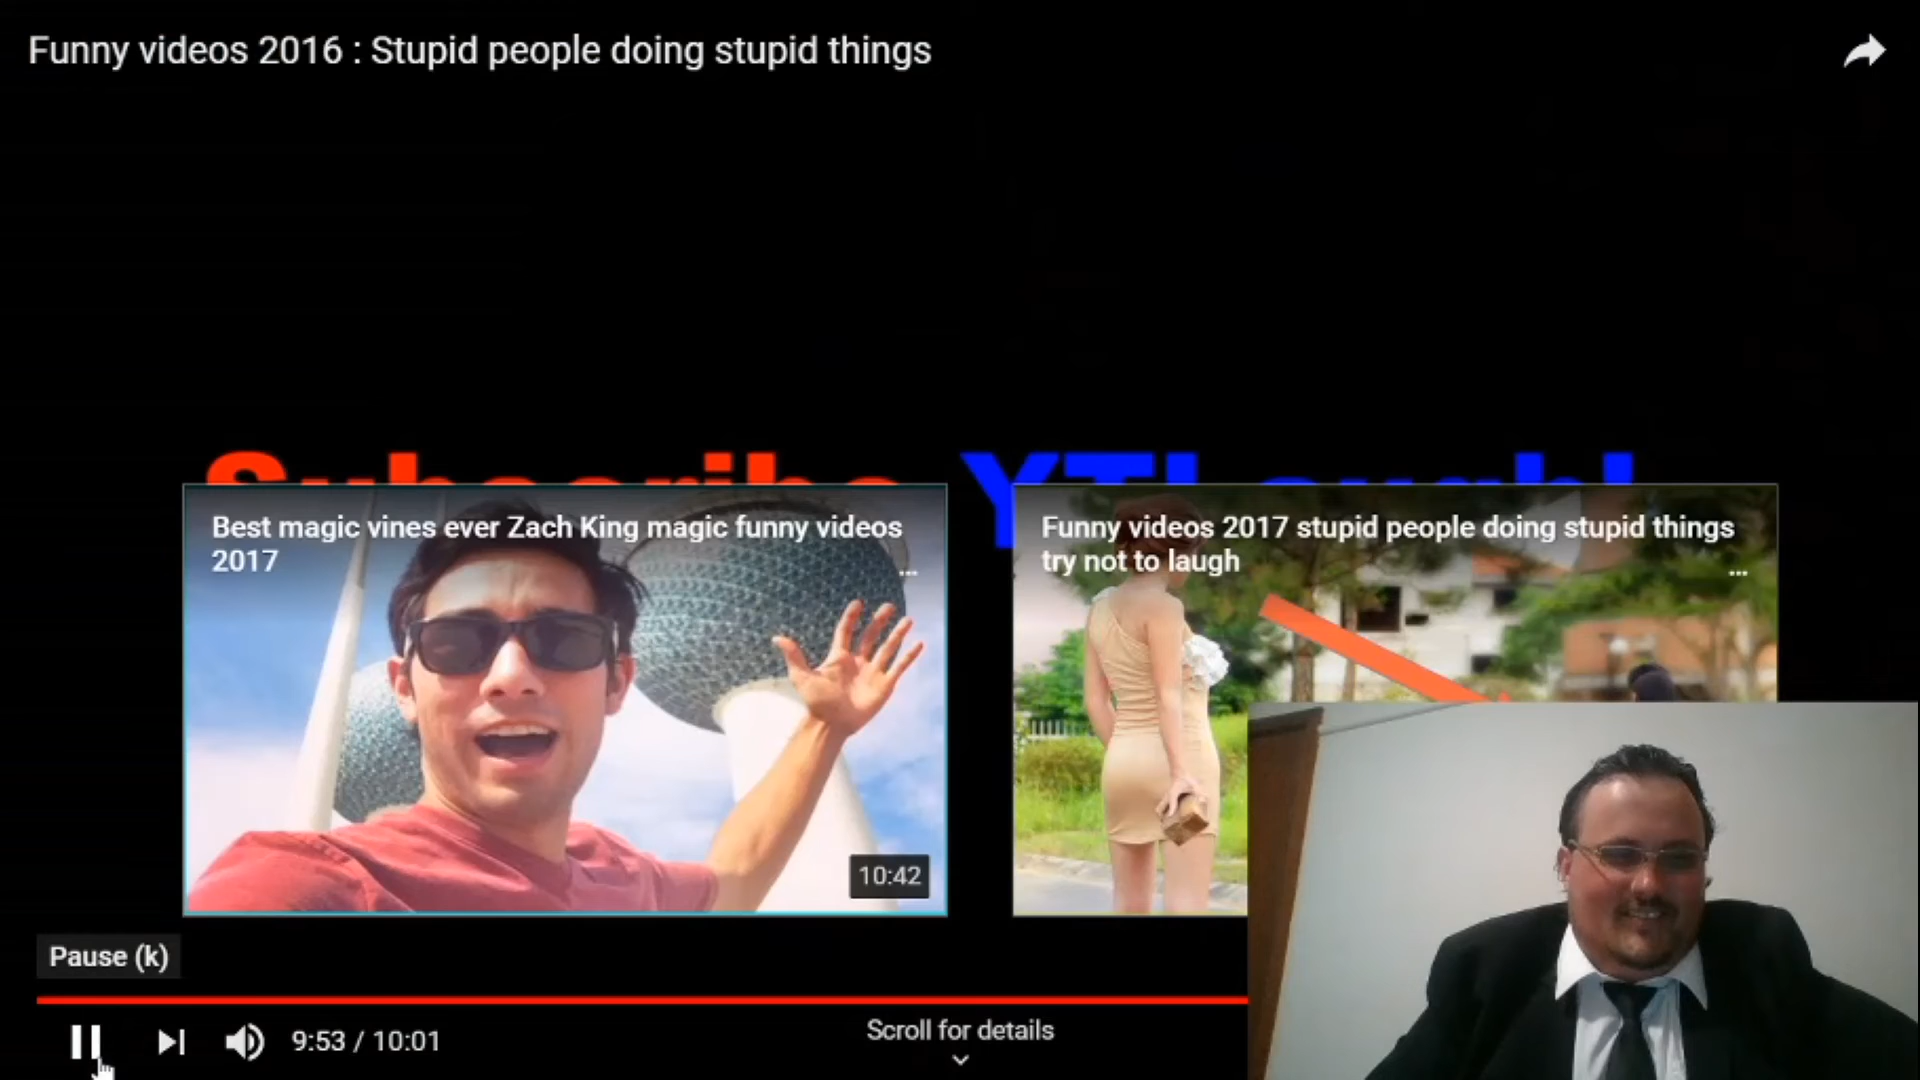 Funny videos 2016 : Stupid people doing stupid things
Best magic vines ever Zach King magic funny videos
2017
Funny videos 2017 stupid people doing stupid things
try not to laugh
10:42
Pause (k)
9:53 / 10:01
Scroll for details